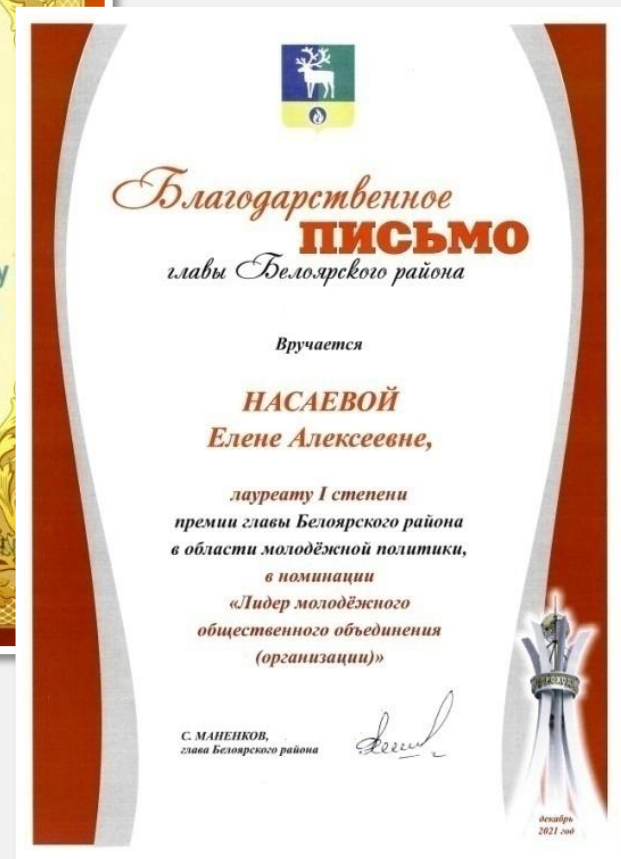 у
Благодарственное
ПИСЬМО
главы Белоярского района
Вручается
НАСАЕВОЙ
Елене Алексеевне,
лауреату I степени
премии главы Белоярского района
в области молодёжной политики,
в номинации
«Лидер молодёжного
общественного объединения
(организации)»
С. МАНЕНКОВ,
глава Белоярского района
декабрь
2021 год